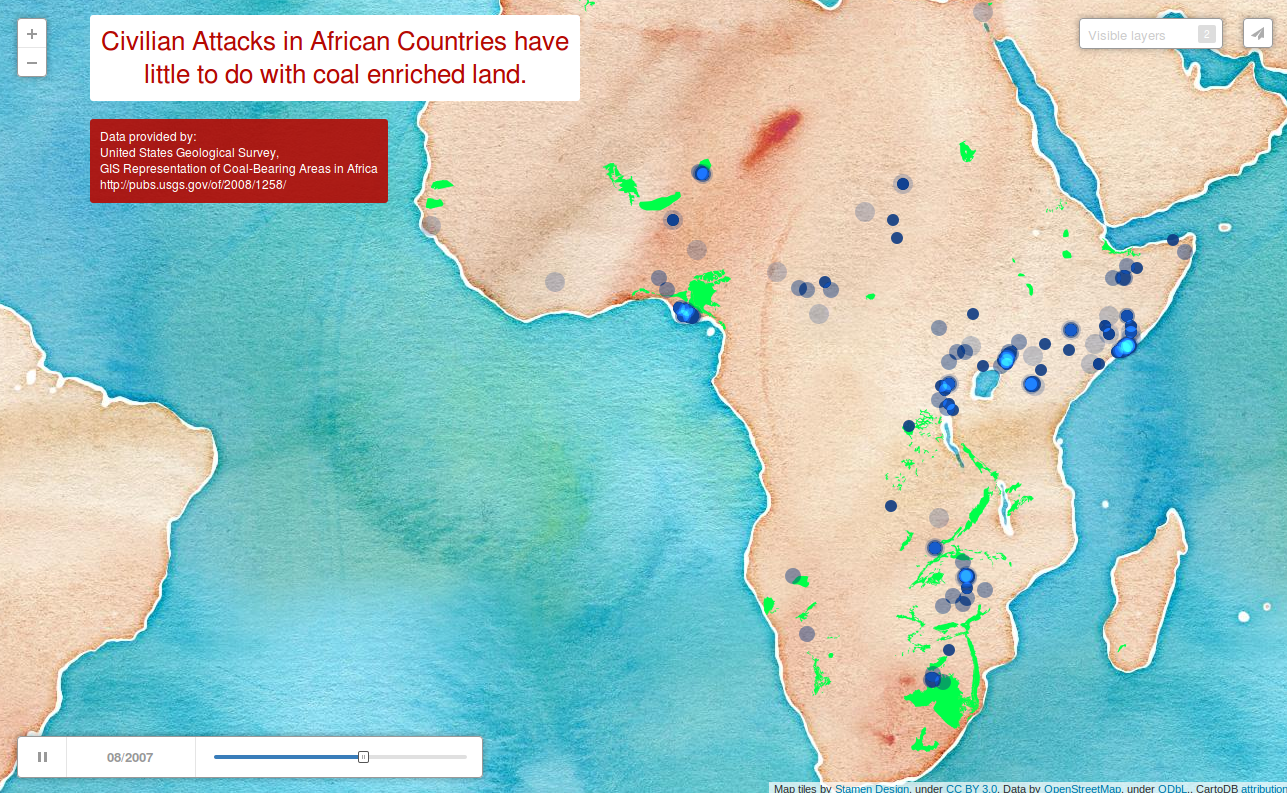 +
Civilian Attacks in African Countries have
little to do with coal enriched land.
Visible layers 2
−
Data provided by:
United States Geological Survey,
GIS Representation of Coal-Bearing Areas in Africa
http://pubs.usgs.gov/of/2008/1258/
08/2007
Map tiles by Stamen Design, under CC BY 3.0. Data by OpenStreetMap, under ODbL., CartoDB attribution